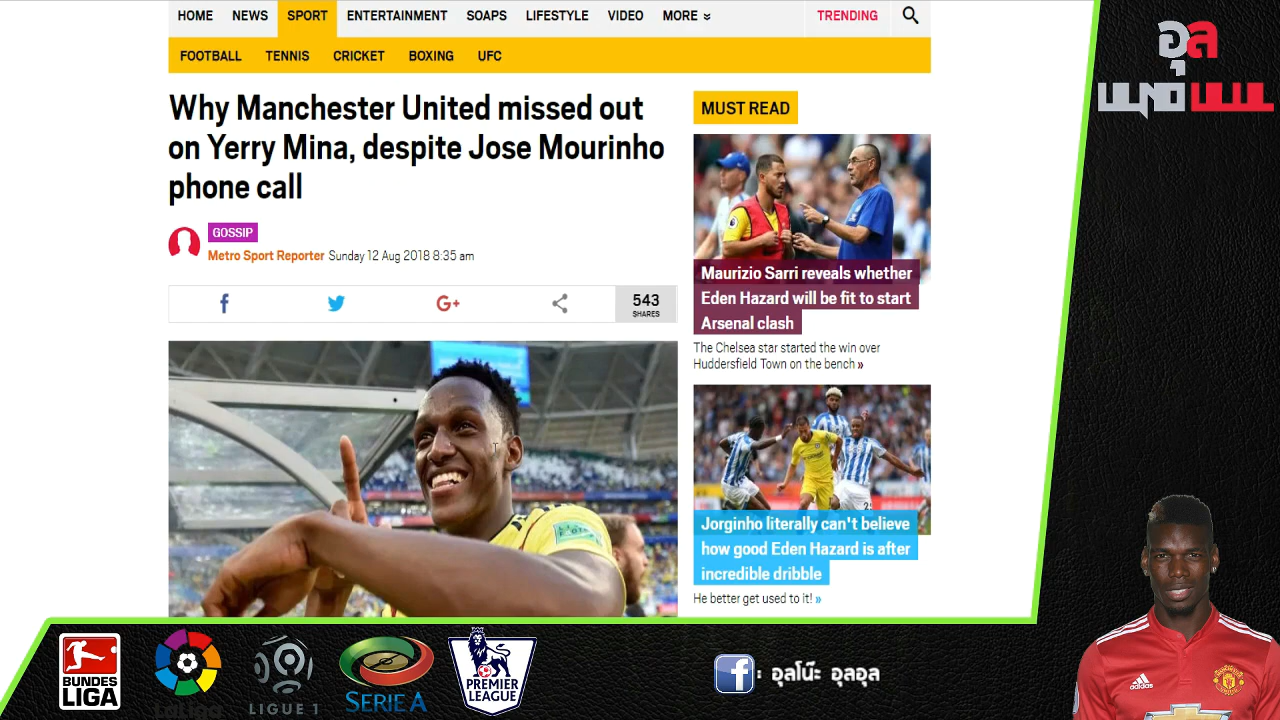 HOME NEWS SPORT ENTERTAINMENT SOAPS LIFESTYLE VIDEO MORE TRENDING
FOOTBALL TENNIS CRICKET BOXING UFC
Why Manchester United missed out
on Yerry Mina, despite Jose Mourinho
phone call
GOSSIP
Metro Sport Reporter Sunday 12 Aug 2018 8:35 am
f G+ 543
SHARES
MUST READ
Maurizio Sarri reveals whether
Eden Hazard will be fit to start
Arsenal clash
The Chelsea star started the win over
Huddersfield Town on the bench »
Jorginho literally can't believe
how good Eden Hazard is after
incredible dribble
He better get used to it! »
อุล
BUNDES
LIGA
LaLiga
LIGUE 1
SERIE A
PREMIER
LEAGUE
f : อุลโน๊ะ อุลอุล
adidas